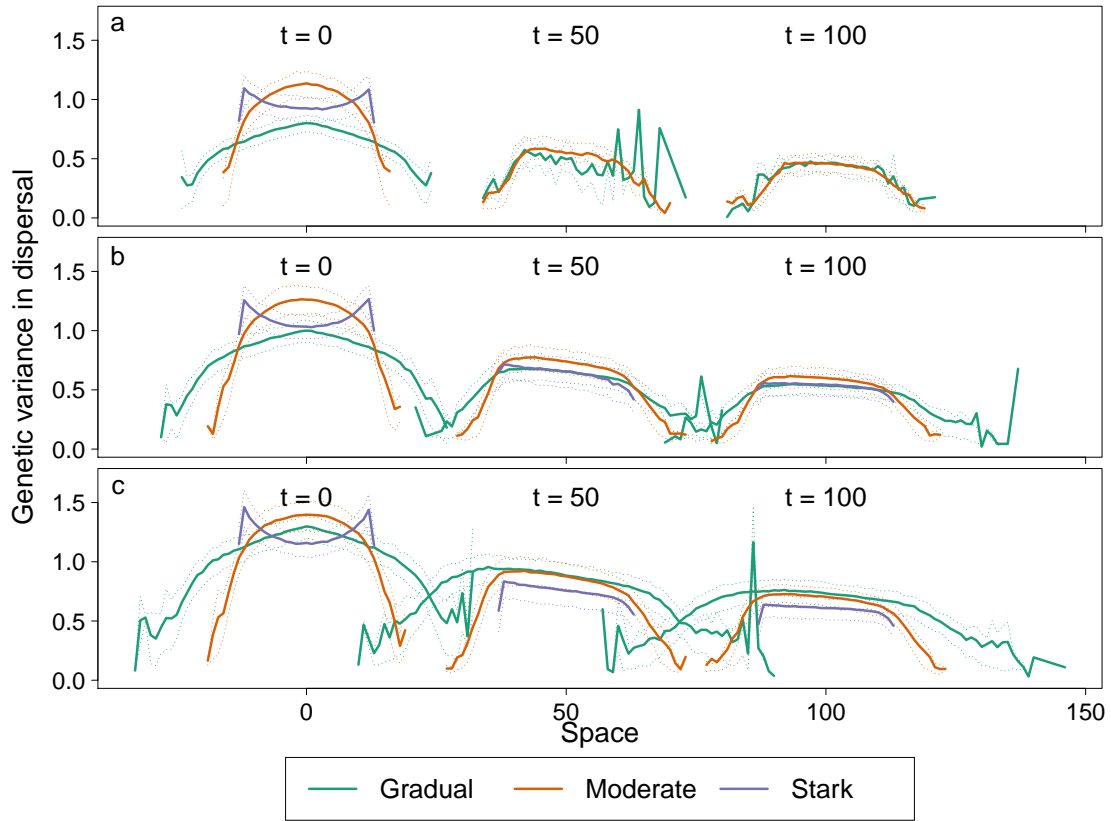 a
t = 0 t = 50 t = 100
1.5
1.0
0.5
0.0
b
t = 0 t = 50 t = 100
1.5
1.0
0.5
0.0
c
t = 0 t = 50 t = 100
1.5
1.0
0.5
0.0
Genetic variance in dispersal
0 50 100 150
Space
Gradual Moderate Stark